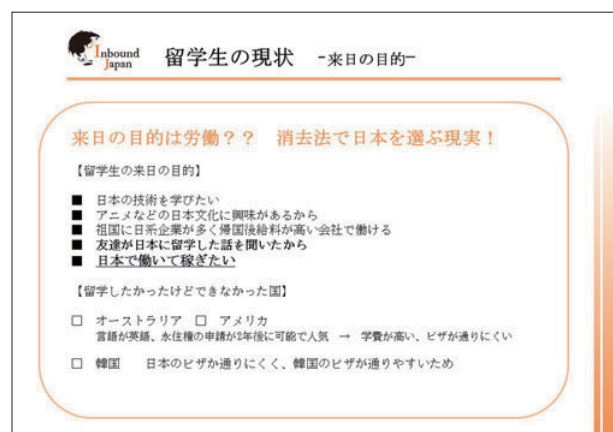 Inbound
Japan
留学生の現状 -来日の目的-
来日の目的は労働？？ 消去法で日本を選ぶ現実！
【留学生の来日の目的】
■ 日本の技術を学びたい
■ アニメなどの日本文化に興味があるから
■ 祖国に日系企業が多く帰国後給料が高い会社で働ける
■ 友達が日本に留学した話を聞いたから
■ 日本で働いて稼ぎたい
【留学したかったけどできなかった国】
□ オーストラリア □ アメリカ
言語が英語、永住権の申請が2年後に可能で人気 → 学費が高い、ビザが通りにくい
□ 韓国 日本のビザが通りにくく、韓国のビザが通りやすいため